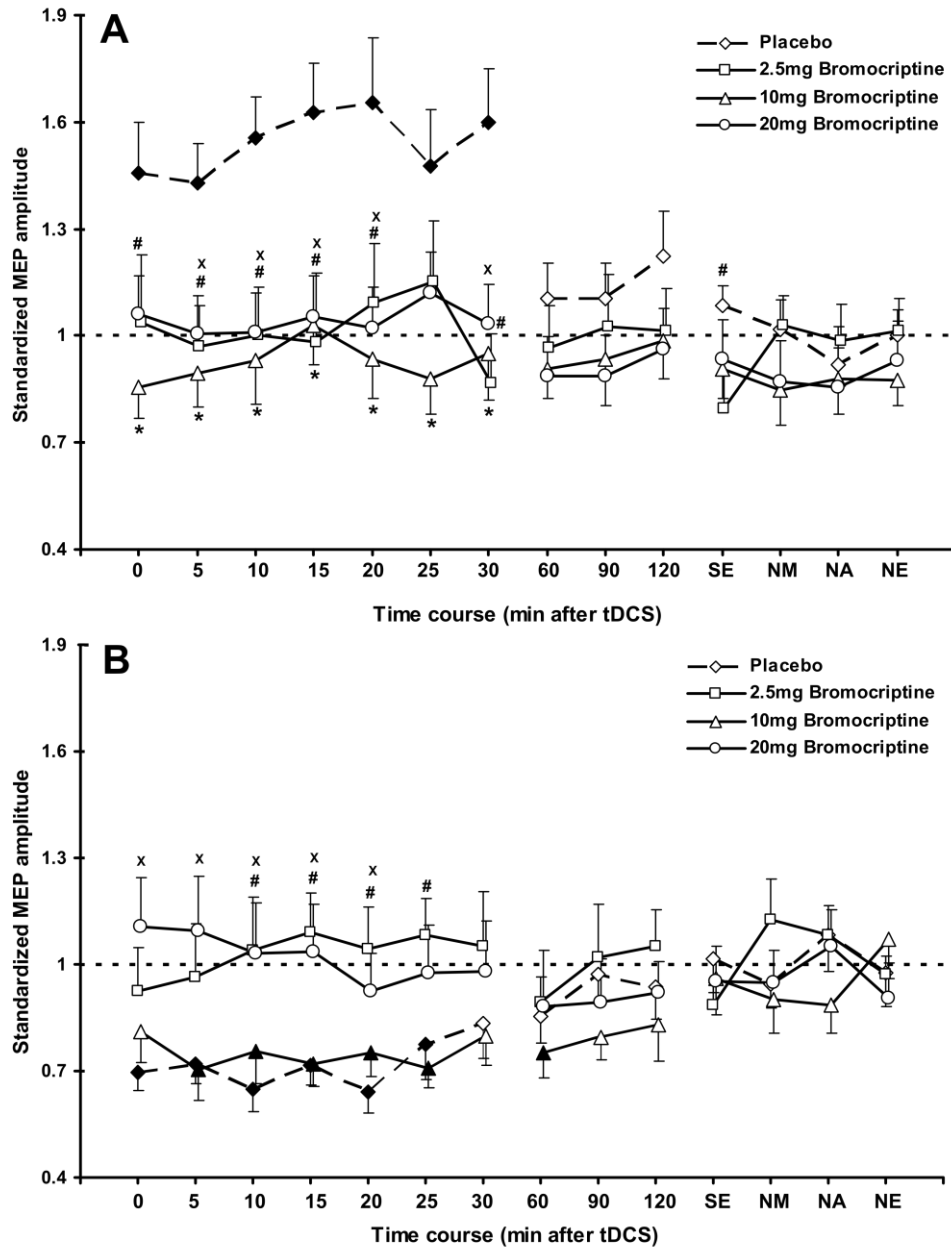 A
Placebo
2.5mg Bromocriptine
10mg Bromocriptine
20mg Bromocriptine
Standardized MEP amplitude
1.9
1.6
1.3
1
0.7
0.4
# x # x # x # x # x # #
* * * * * * *
0 5 10 15 20 25 30 60 90 120 SE NM NA NE
Time course (min after tDCS)
B
Placebo
2.5mg Bromocriptine
10mg Bromocriptine
20mg Bromocriptine
Standardized MEP amplitude
1.9
1.6
1.3
1
0.7
0.4
x x x # x # x # #
0 5 10 15 20 25 30 60 90 120 SE NM NA NE
Time course (min after tDCS)